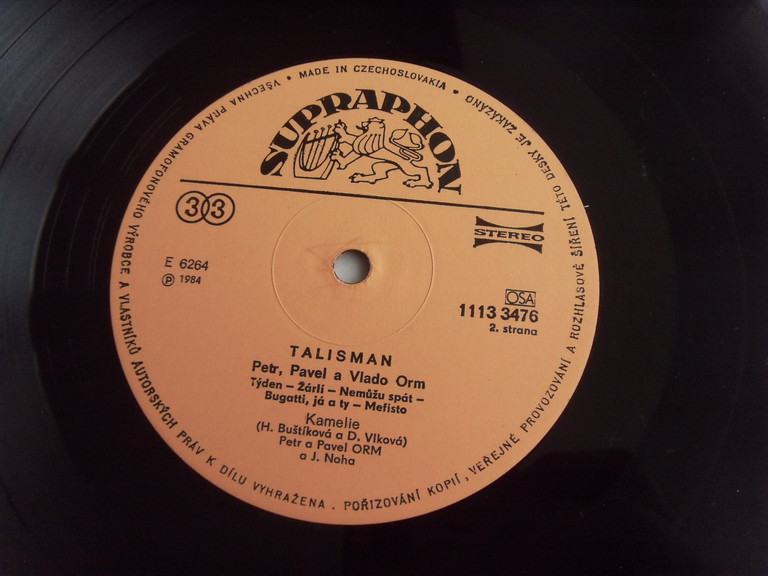 VŠECHNA PRÁVA GRAMOFONOVÉHO VÝROBCE A VLASTNÍKŮ AUTORSKÝCH PRÁV K DÍLU VYHRAŽENA . POŘIZOVÁNÍ KOPIÍ, VEŘEJNÉ PROVOZOVÁNÍ A ROZHLASOVÉ ŠÍŘENÍ TÉTO DESKY JE ZAKÁZÁNO • MADE IN CZECHOSLOVAKIA •
SUPRAPHON
33
STEREO
E 6264
Ⓟ 1984
OSA
1113 3476
2. strana
TALISMAN
Petr, Pavel a Vlado Orm
Týden – Žárlí – Nemůžu spát –
Bugatti, já a ty – Mefisto
Kamelie
(H. Buštíková a D. Vlková)
Petr a Pavel ORM
a J. Noha